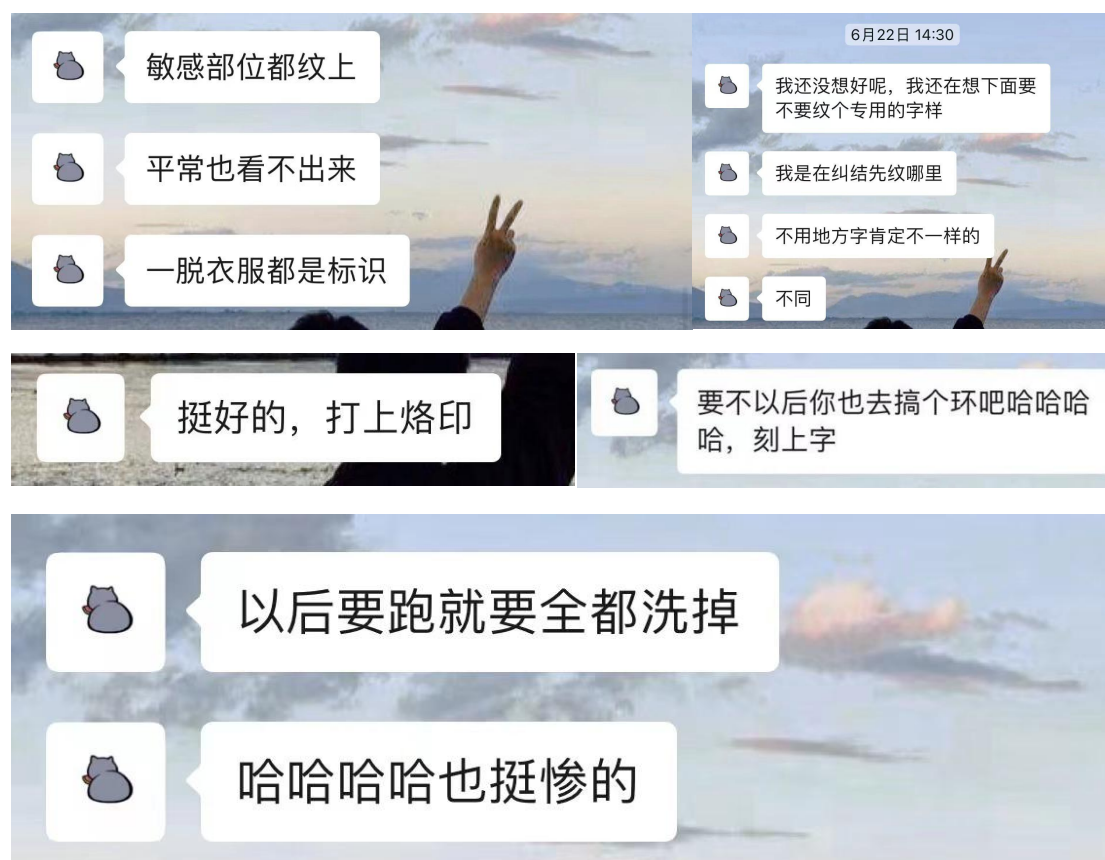 敏感部位都纹上
平常也看不出来
一脱衣服都是标识
6月22日 14:30
我还没想好呢，我还在想下面要
不要纹个专用的字样
我是在纠结先纹哪里
不用地方字肯定不一样的
不同
挺好的，打上烙印
要不以后你也去搞个环吧哈哈哈
哈，刻上字
以后要跑就要全都洗掉
哈哈哈哈也挺惨的